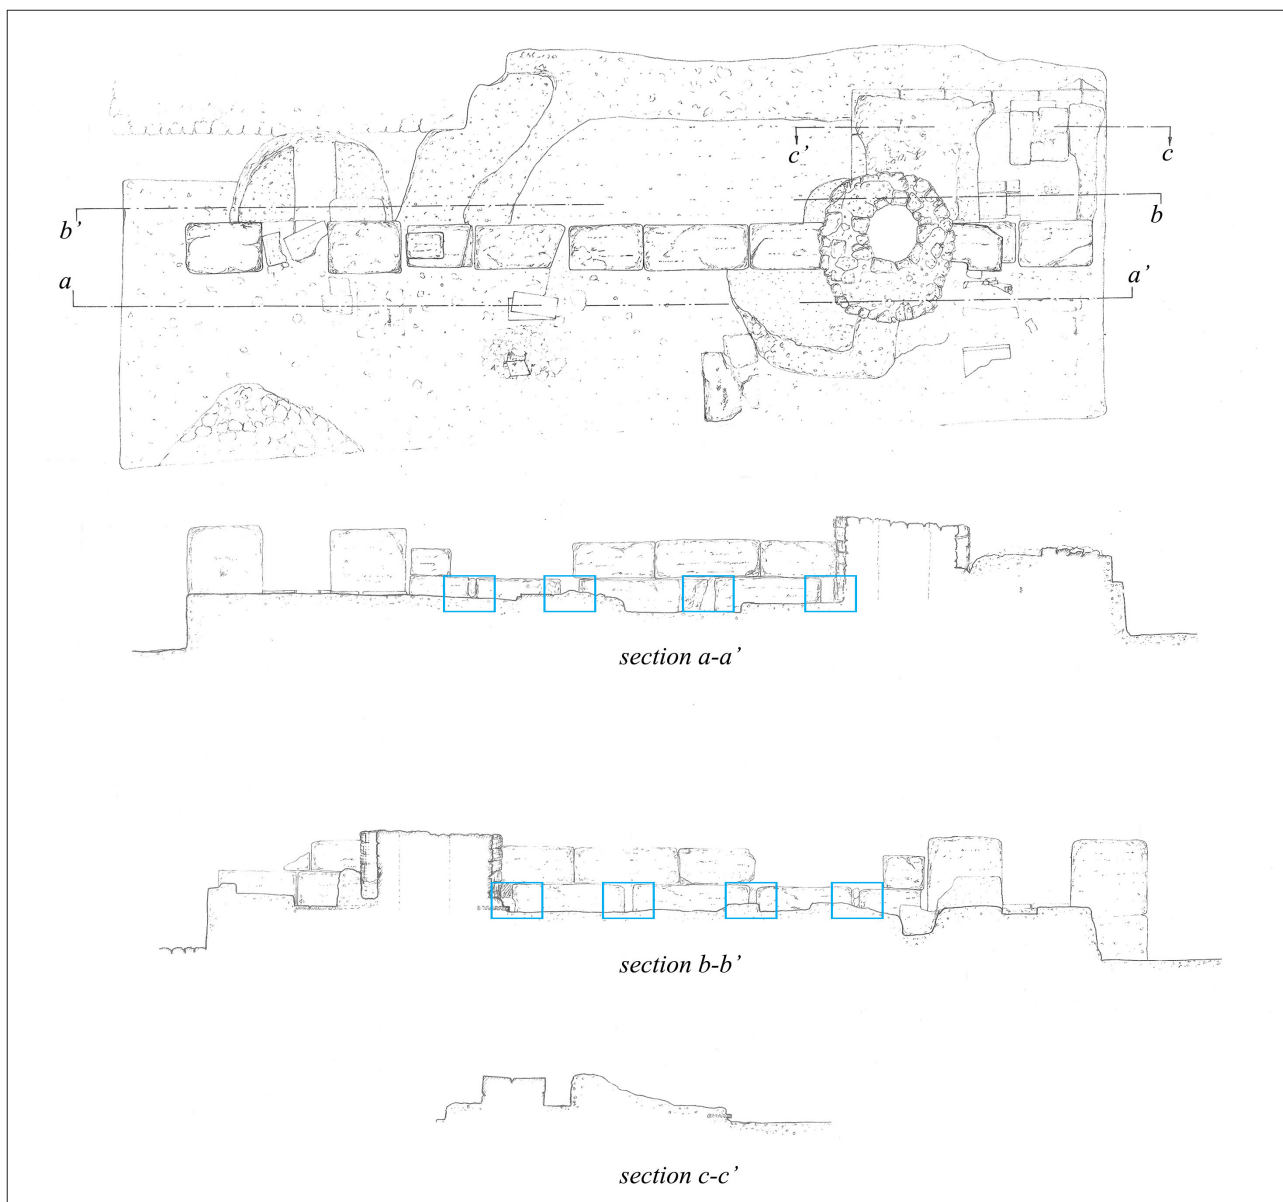 c’
c
b’
b
a
a’
section a-a’
section b-b’
section c-c’